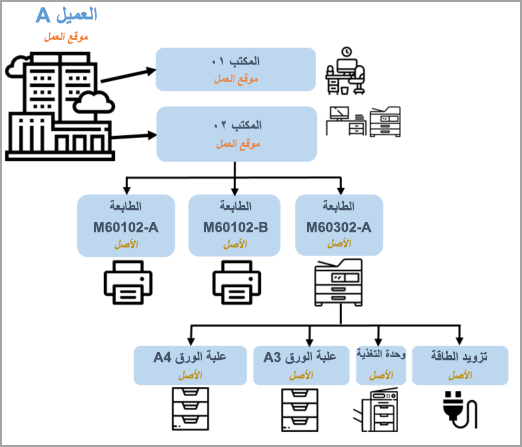 العميل A
موقع العمل
المكتب ٠١
موقع العمل
المكتب ٠٢
موقع العمل
الطابعة
M60102-A
الأصل
الطابعة
M60102-B
الأصل
الطابعة
M60302-A
الأصل
علبة الورق A4
الأصل
علبة الورق A3
الأصل
وحدة التغذية
الأصل
تزويد الطاقة
الأصل